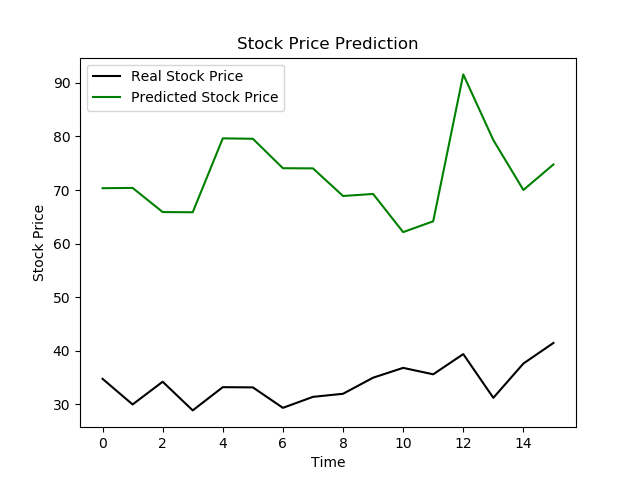 Stock Price Prediction
Real Stock Price
Predicted Stock Price
90
80
70
60
50
40
30
Stock Price
0 2 4 6 8 10 12 14
Time